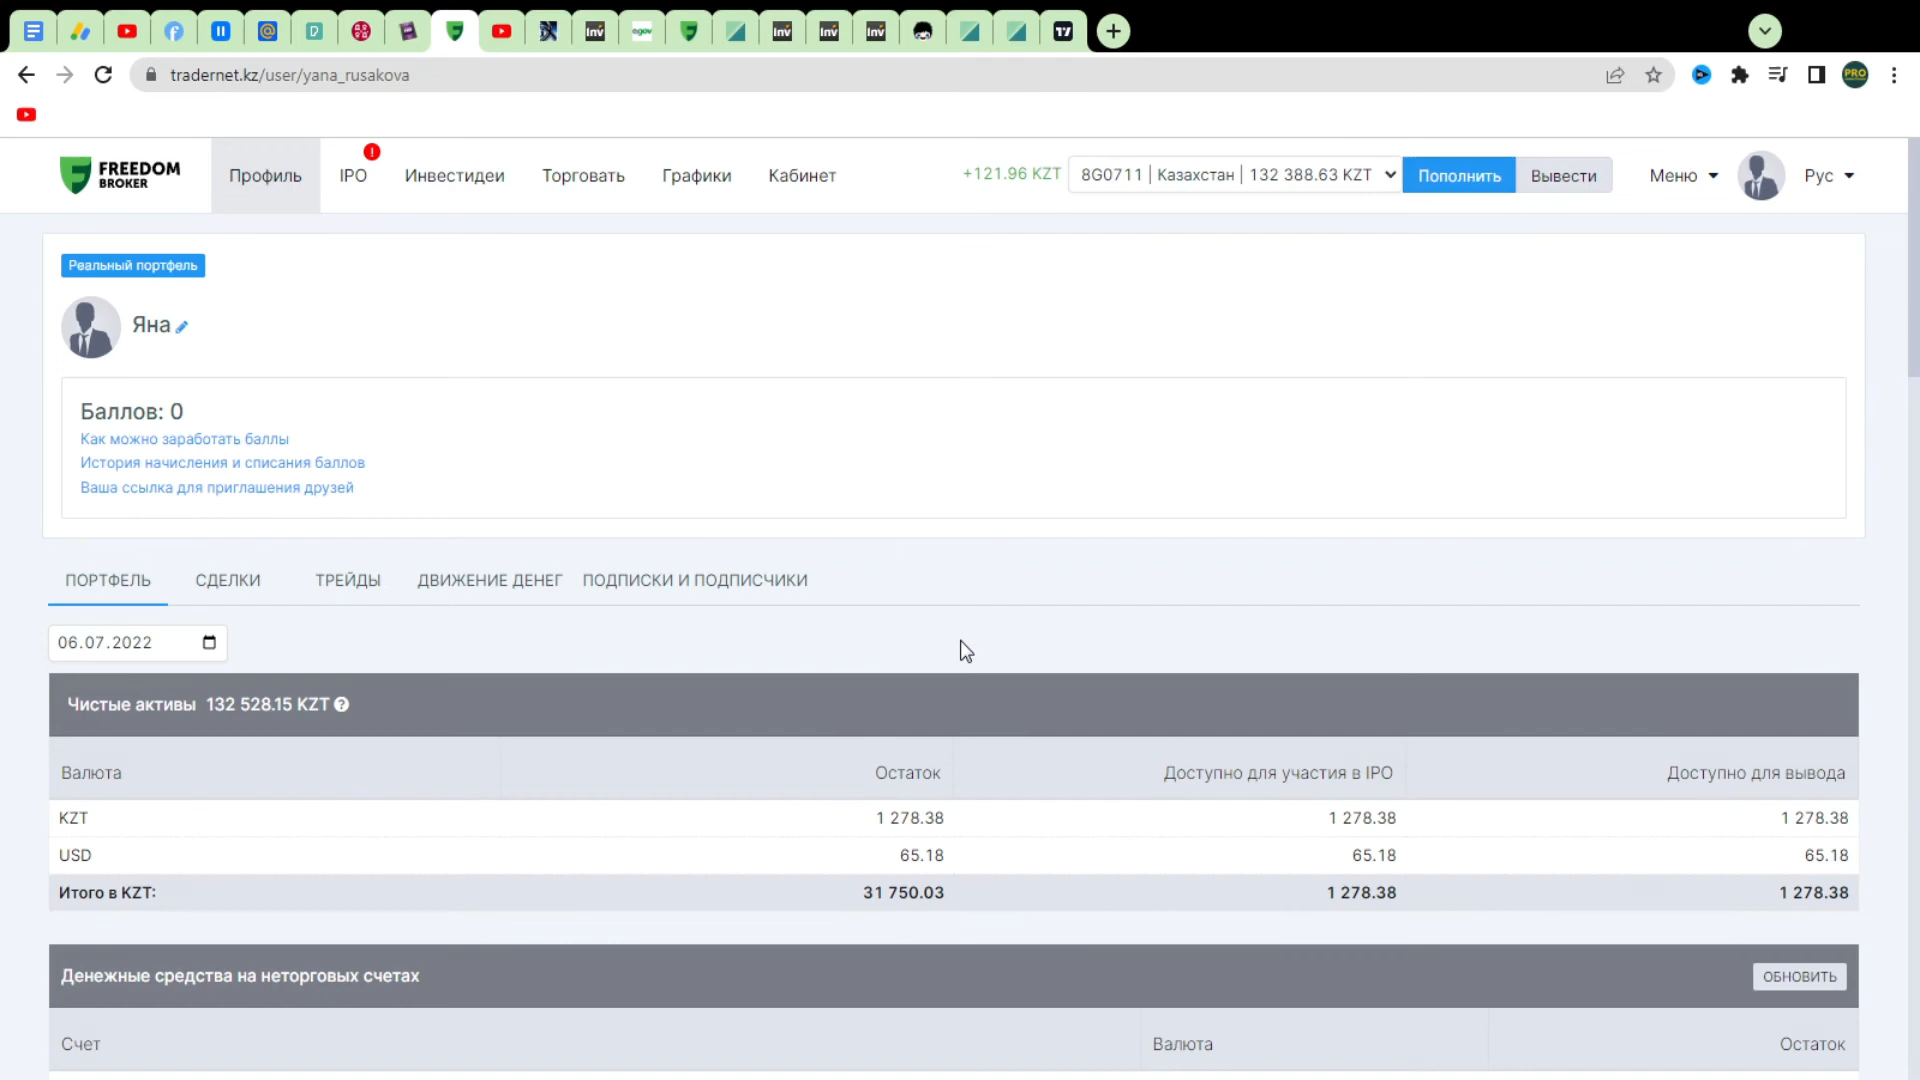 tradernet.kz/user/yana_rusakova
PRO
FREEDOM
BROKER
Профиль
IPO
!
Инвестидеи
Торговать
Графики
Кабинет
+121.96 KZT
8G0711 | Казахстан | 132 388.63 KZT
Пополнить
Вывести
Меню
Рус
Реальный портфель
Яна
Баллов: 0
Как можно заработать баллы
История начисления и списания баллов
Ваша ссылка для приглашения друзей
ПОРТФЕЛЬ
СДЕЛКИ
ТРЕЙДЫ
ДВИЖЕНИЕ ДЕНЕГ
ПОДПИСКИ И ПОДПИСЧИКИ
06.07.2022
Чистые активы 132 528.15 KZT ?
Валюта Остаток Доступно для участия в IPO Доступно для вывода
KZT 1 278.38 1 278.38 1 278.38
USD 65.18 65.18 65.18
Итого в KZT: 31 750.03 1 278.38 1 278.38
Денежные средства на неторговых счетах
ОБНОВИТЬ
Счет Валюта Остаток